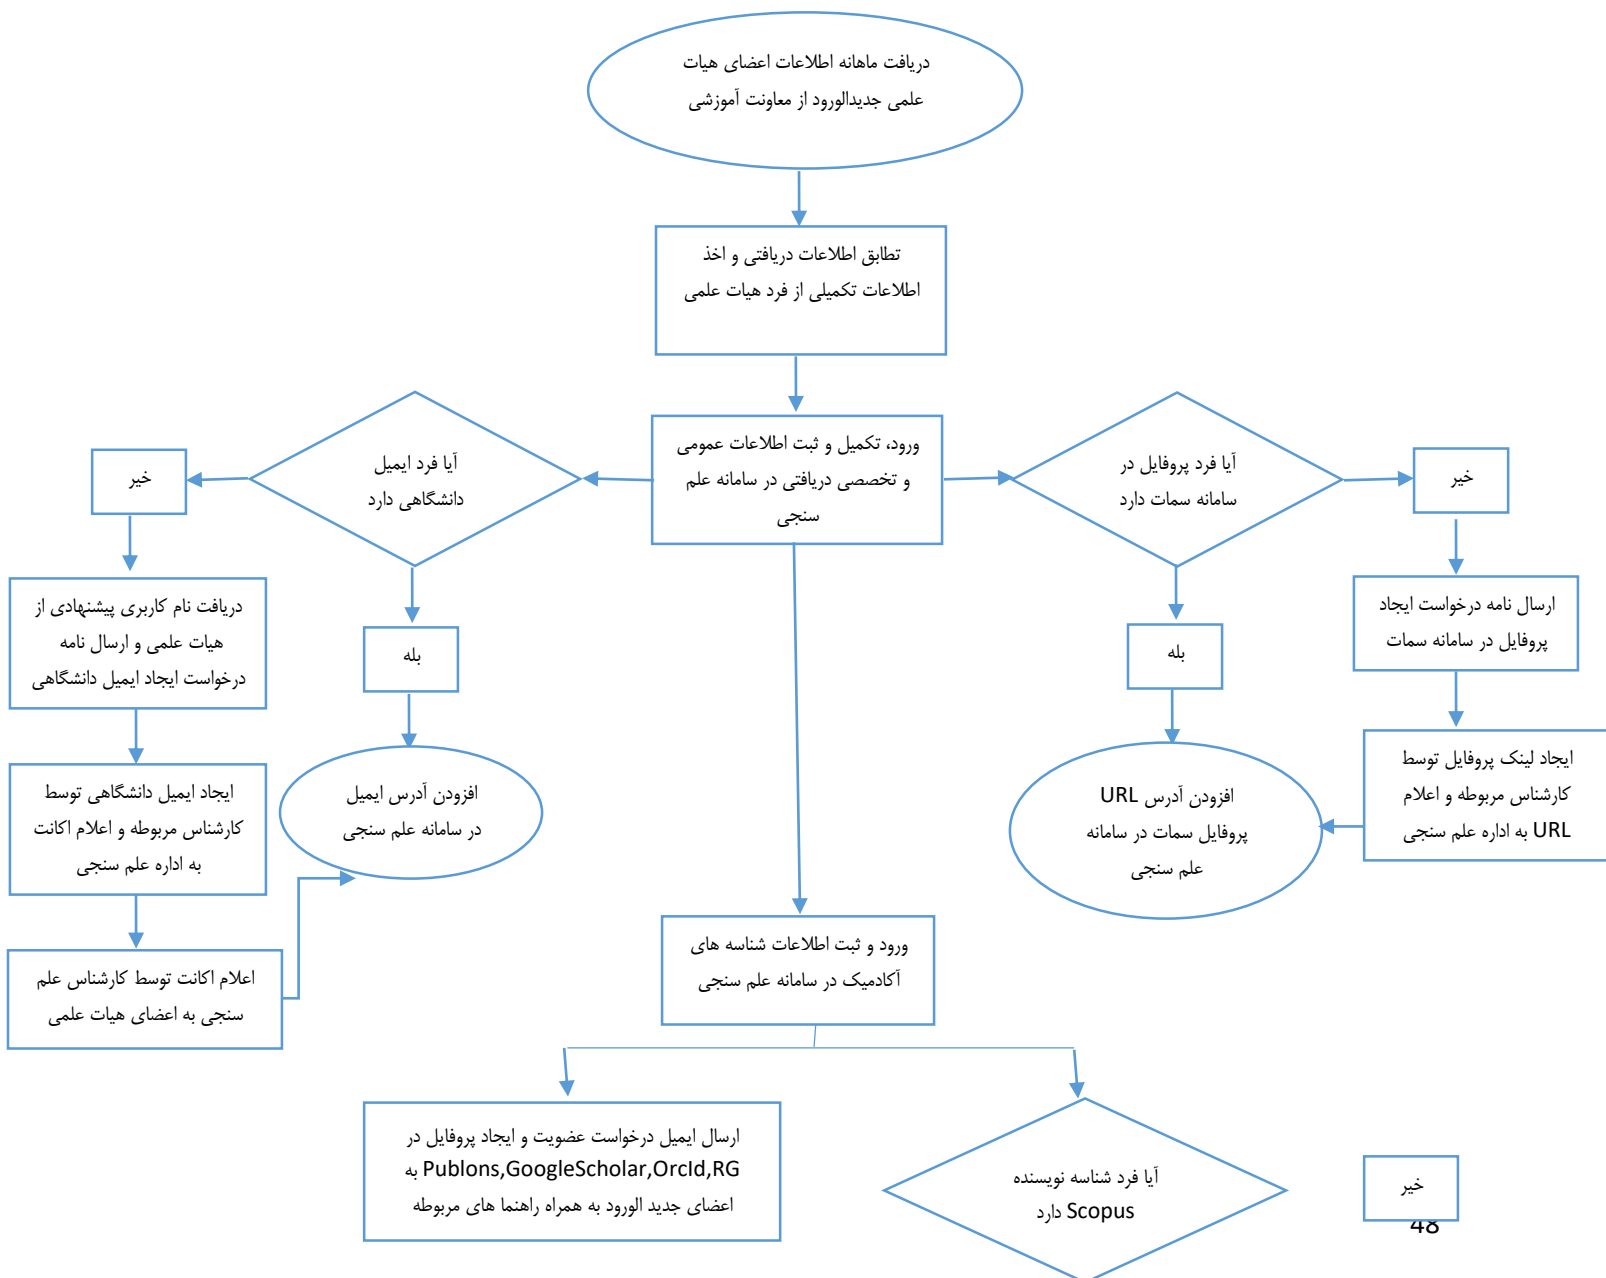 دریافت ماهانه اطلاعات اعضای هیات
علمی جدیدالورود از معاونت آموزشی
تطابق اطلاعات دریافتی و اخذ
اطلاعات تکمیلی از فرد هیات علمی
ورود، تکمیل و ثبت اطلاعات عمومی
و تخصصی دریافتی در سامانه علم
سنجی
آیا فرد پروفایل در
سامانه سمات دارد
خیر
ارسال نامه درخواست ایجاد
پروفایل در سامانه سمات
ایجاد لینک پروفایل توسط
کارشناس مربوطه و اعلام
URL به اداره علم سنجی
بله
افزودن آدرس URL
پروفایل سمات در سامانه
علم سنجی
آیا فرد ایمیل
دانشگاهی دارد
خیر
دریافت نام کاربری پیشنهادی از
هیات علمی و ارسال نامه
درخواست ایجاد ایمیل دانشگاهی
ایجاد ایمیل دانشگاهی توسط
کارشناس مربوطه و اعلام اکانت
به اداره علم سنجی
اعلام اکانت توسط کارشناس علم
سنجی به اعضای هیات علمی
بله
افزودن آدرس ایمیل
در سامانه علم سنجی
ورود و ثبت اطلاعات شناسه های
آکادمیک در سامانه علم سنجی
خیر
آیا فرد شناسه نویسنده
Scopus دارد
ارسال ایمیل درخواست عضویت و ایجاد پروفایل در
Publons,GoogleScholar,OrcId,RG به
اعضای جدید الورود به همراه راهنما های مربوطه
48